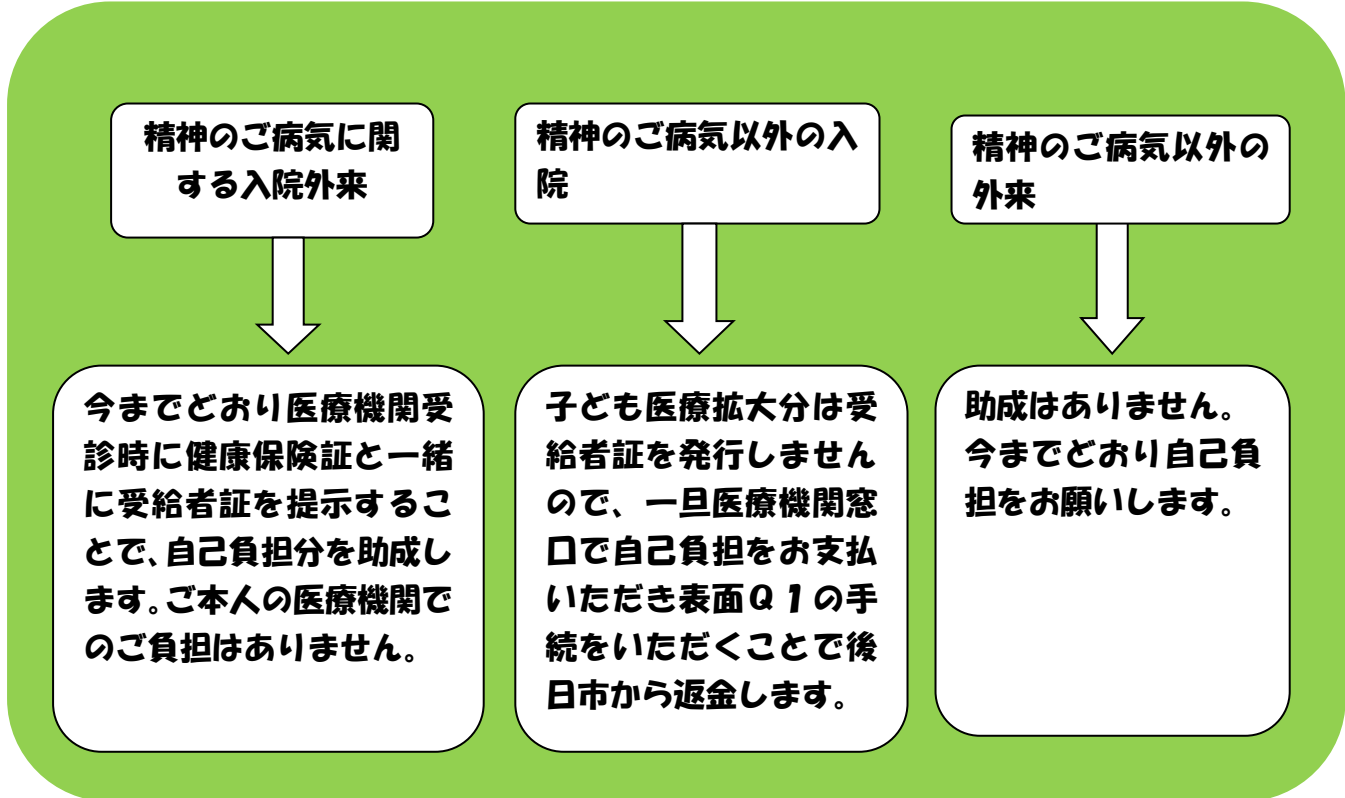 精神のご病気に関
する入院外来
今までどおり医療機関受
診時に健康保険証と一緒
に受給者証を提示するこ
とで、自己負担分を助成し
ます。ご本人の医療機関で
のご負担はありません。
精神のご病気以外の入
院
子ども医療拡大分は受
給者証を発行しません
ので、一旦医療機関窓
口で自己負担をお支払
いただき表面Q1の手
続をいただくことで後
日市から返金します。
精神のご病気以外の
外来
助成はありません。
今までどおり自己負
担をお願いします。